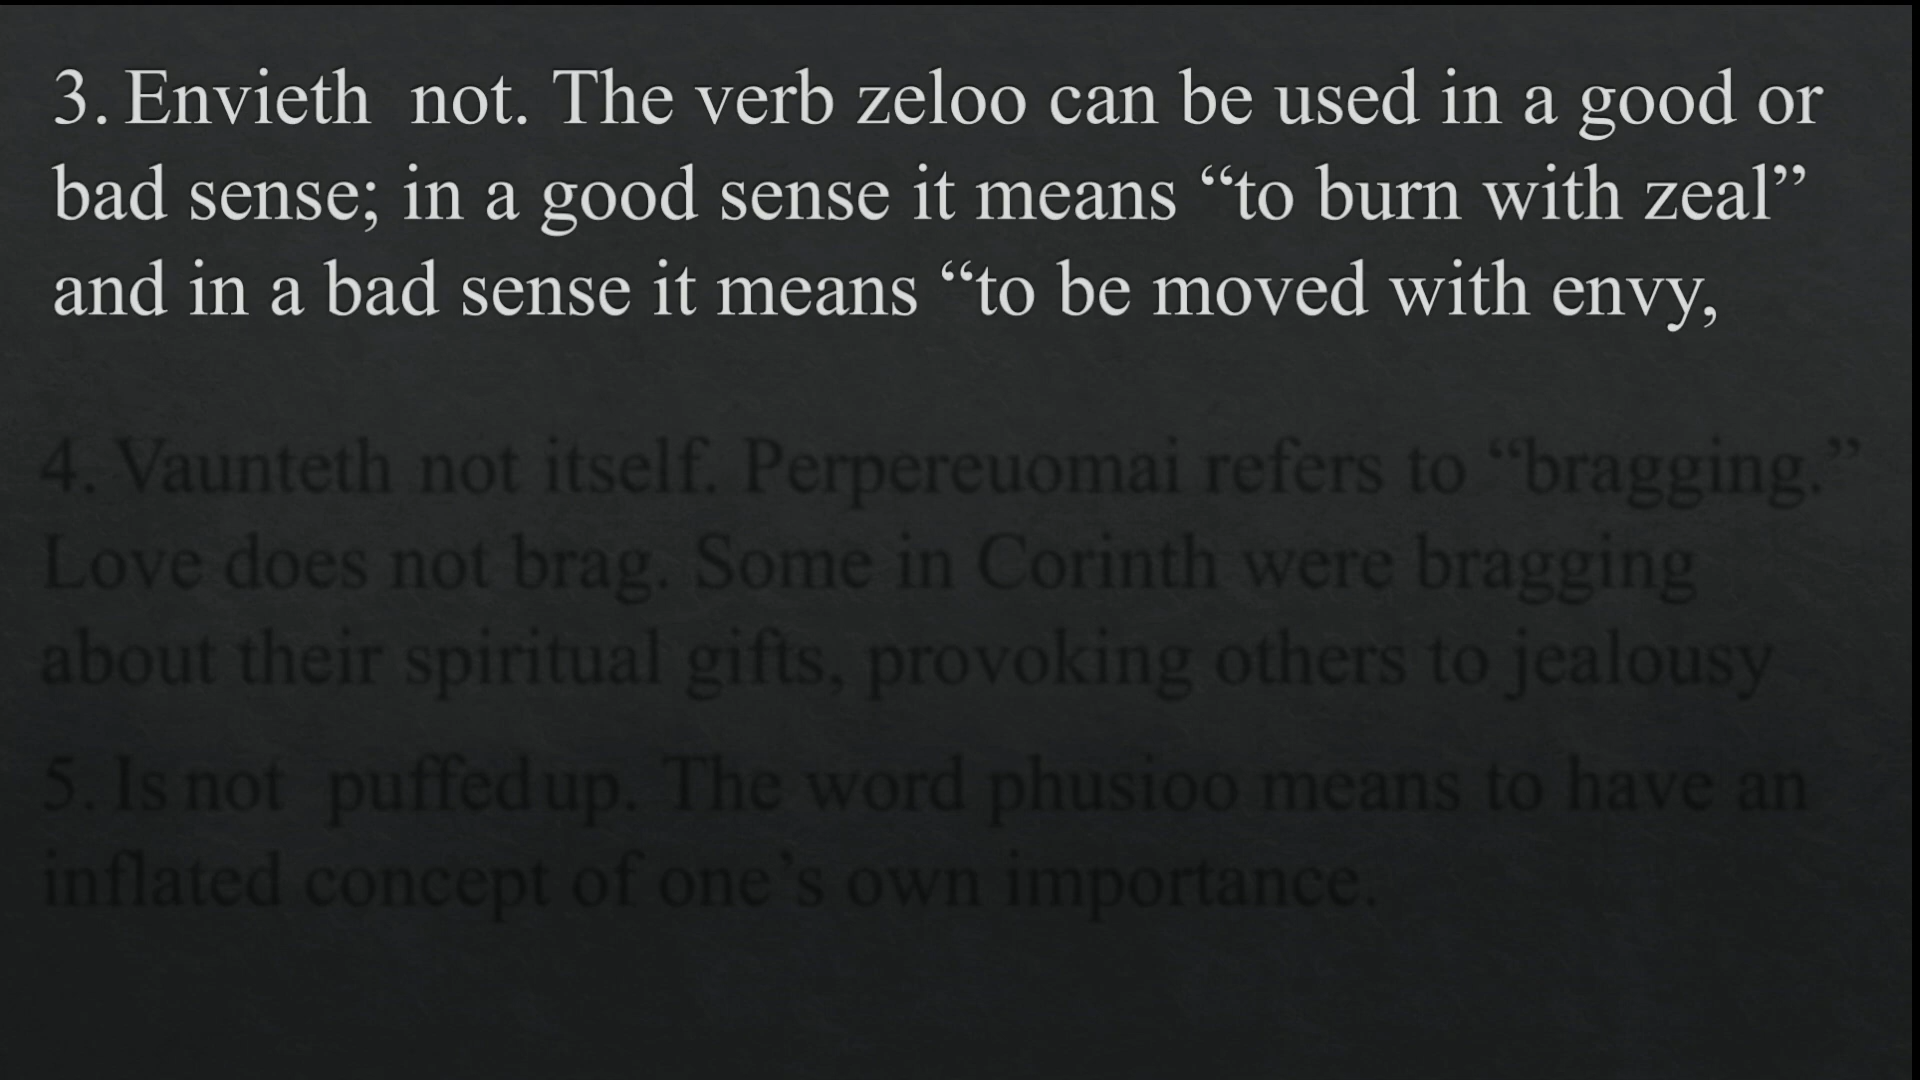 3. Envieth not. The verb zeloo can be used in a good or
bad sense; in a good sense it means “to burn with zeal”
and in a bad sense it means “to be moved with envy,
4. Vaunteth not itself. Perpereuomai refers to “bragging.”
Love does not brag. Some in Corinth were bragging
about their spiritual gifts, provoking others to jealousy
5. Is not puffed up. The word phusioo means to have an
inflated concept of one’s own importance.